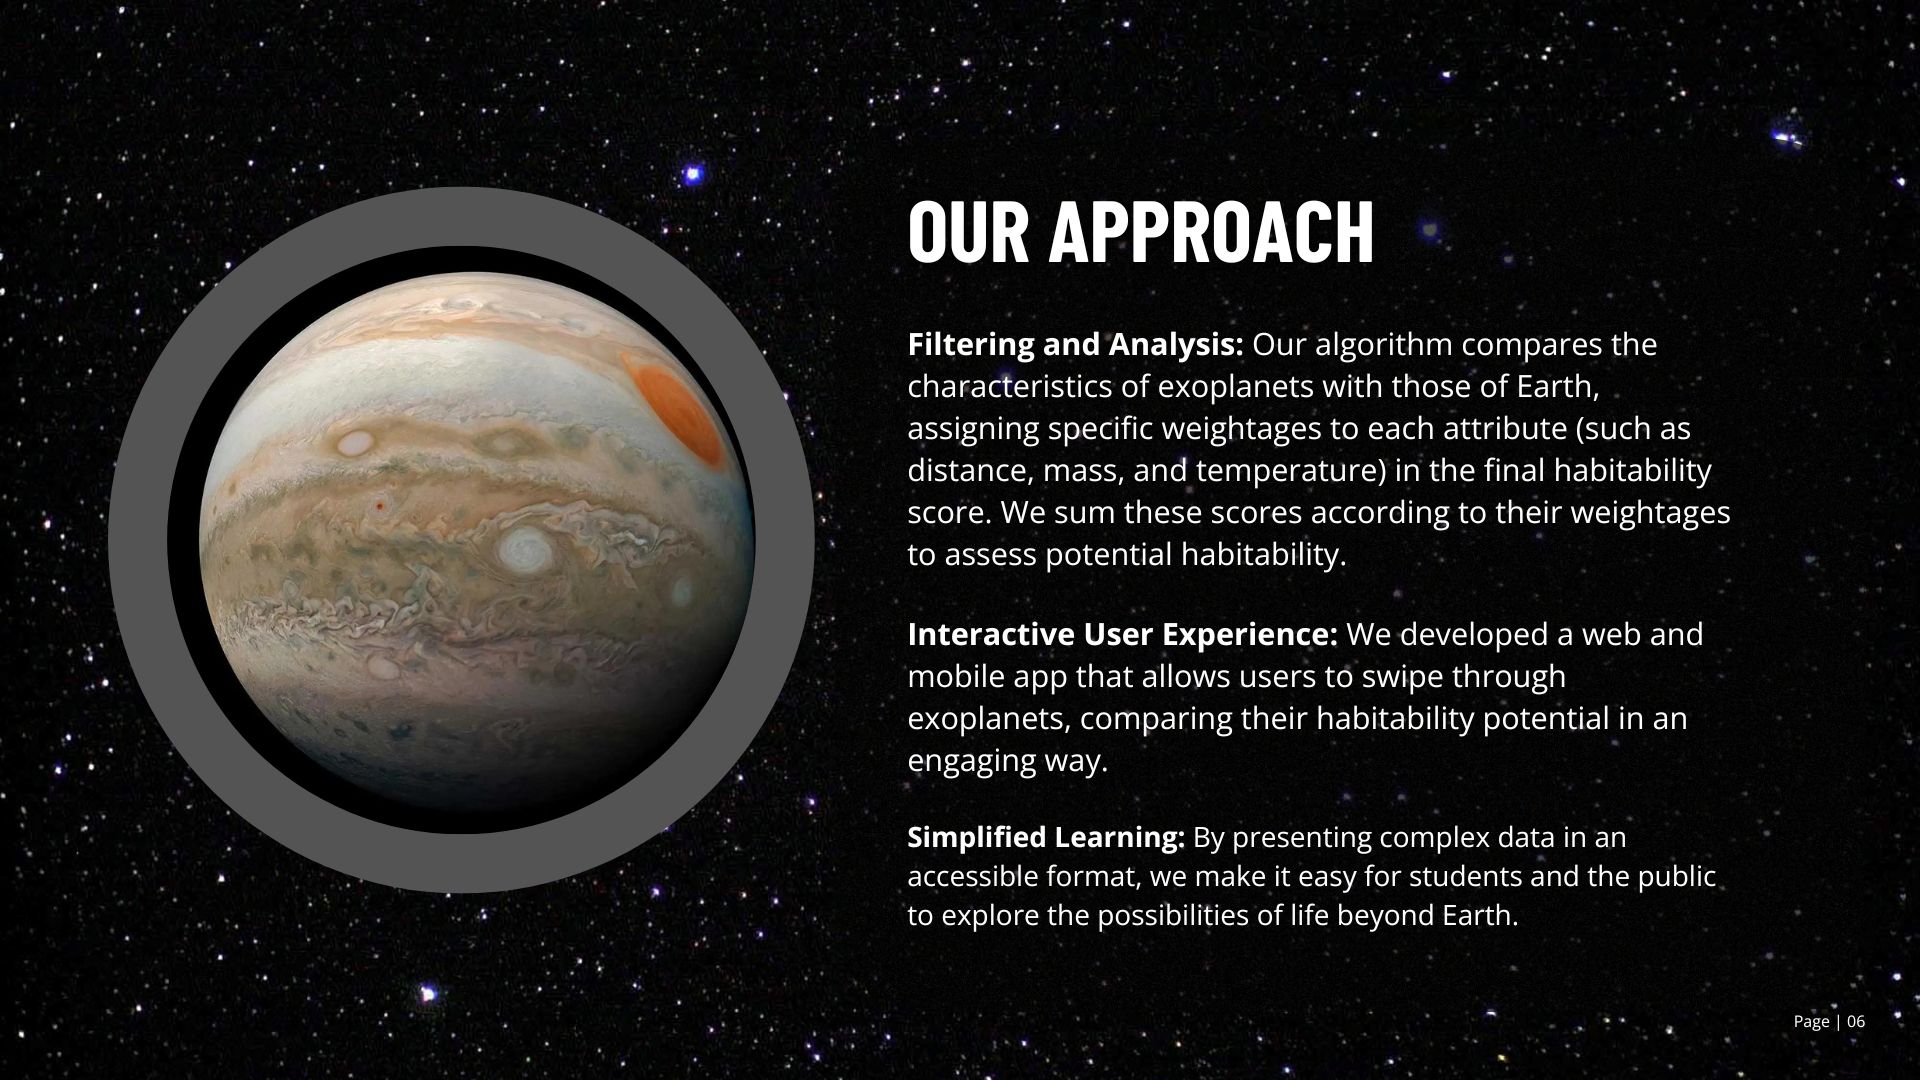 OUR APPROACH
Filtering and Analysis: Our algorithm compares the
characteristics of exoplanets with those of Earth,
assigning specific weightages to each attribute (such as
distance, mass, and temperature) in the final habitability
score. We sum these scores according to their weightages
to assess potential habitability.
Interactive User Experience: We developed a web and
mobile app that allows users to swipe through
exoplanets, comparing their habitability potential in an
engaging way.
Simplified Learning: By presenting complex data in an
accessible format, we make it easy for students and the public
to explore the possibilities of life beyond Earth.
Page | 06